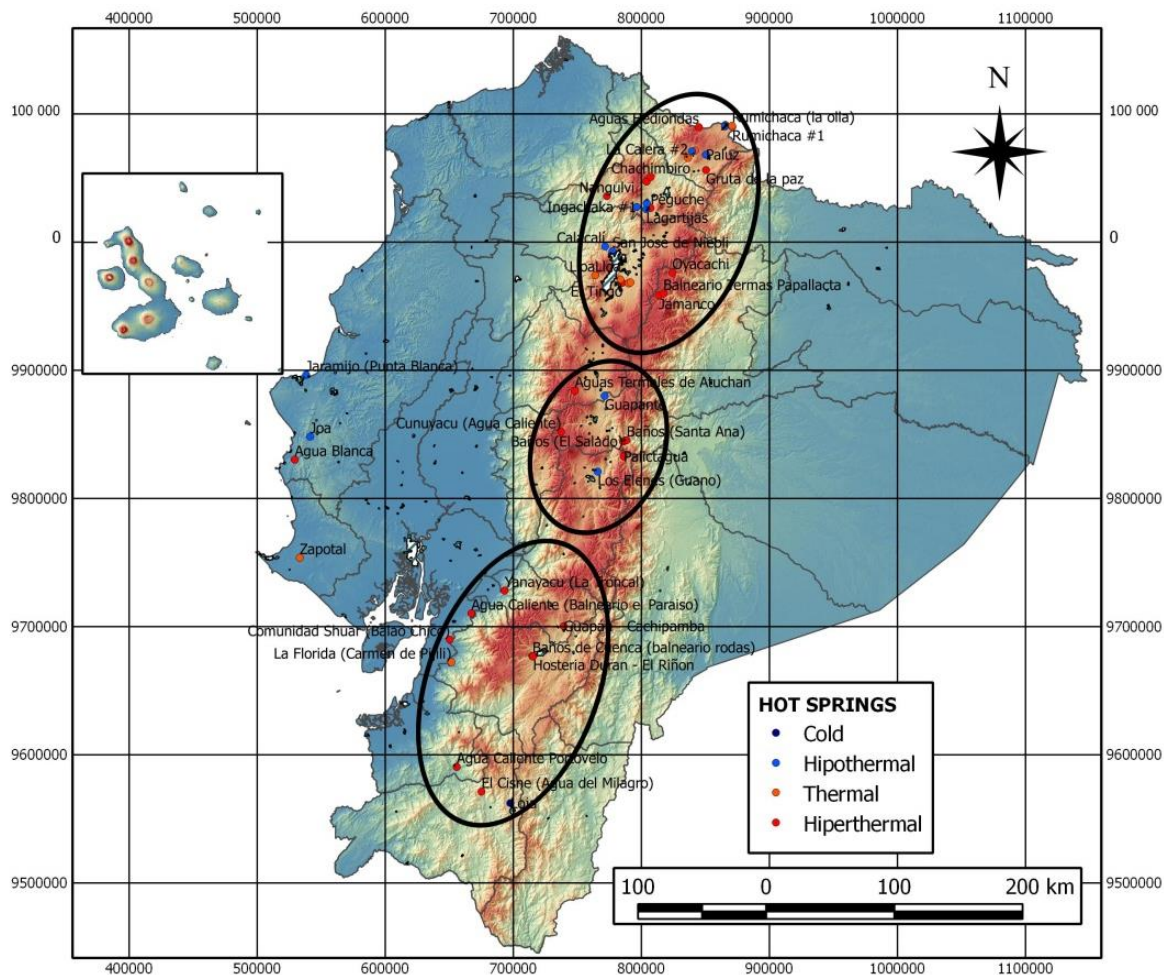 400000 500000 600000 700000 800000 900000 1000000 1100000
N
100 000
100 000
Aguas Hediondas
Rumichaca (la olla)
Rumichaca #1
La Calera #2
Paluz
Chachimbiro
Gruta de la paz
Nangulvi
Peguche
Ingachaka #1
Lagartijas
0
0
Calacali
San José de Niebli
Oyacachi
El Tingo
Balneario Termas Papallacta
Jamanco
9900000
9900000
Jaramijo (Punta Blanca)
Aguas Termales de Aluchan
Guapante
Cunuyacu (Agua Caliente)
Joa
Baños (Santa Ana)
Baños (El Salado)
Agua Blanca
Palictagua
Los Elenes (Guano)
9800000
9800000
Zapotal
Yanayacu (La Troncal)
Agua Caliente (Balneario el Paraiso)
9700000
9700000
Comunidad Shuar (Balao Chico)
Guapan - Cachipamba
Baños de Cuenca (balneario rodas)
La Florida (Carmen de Pijili)
Hosteria Duran - El Riñon
HOT SPRINGS
Cold
Hipothermal
Thermal
Hiperthermal
9600000
9600000
Agua Caliente Portovelo
El Cisne (Agua del Milagro)
Loja
9500000
9500000
100 0 100 200 km
400000 500000 600000 700000 800000 900000 1000000 1100000